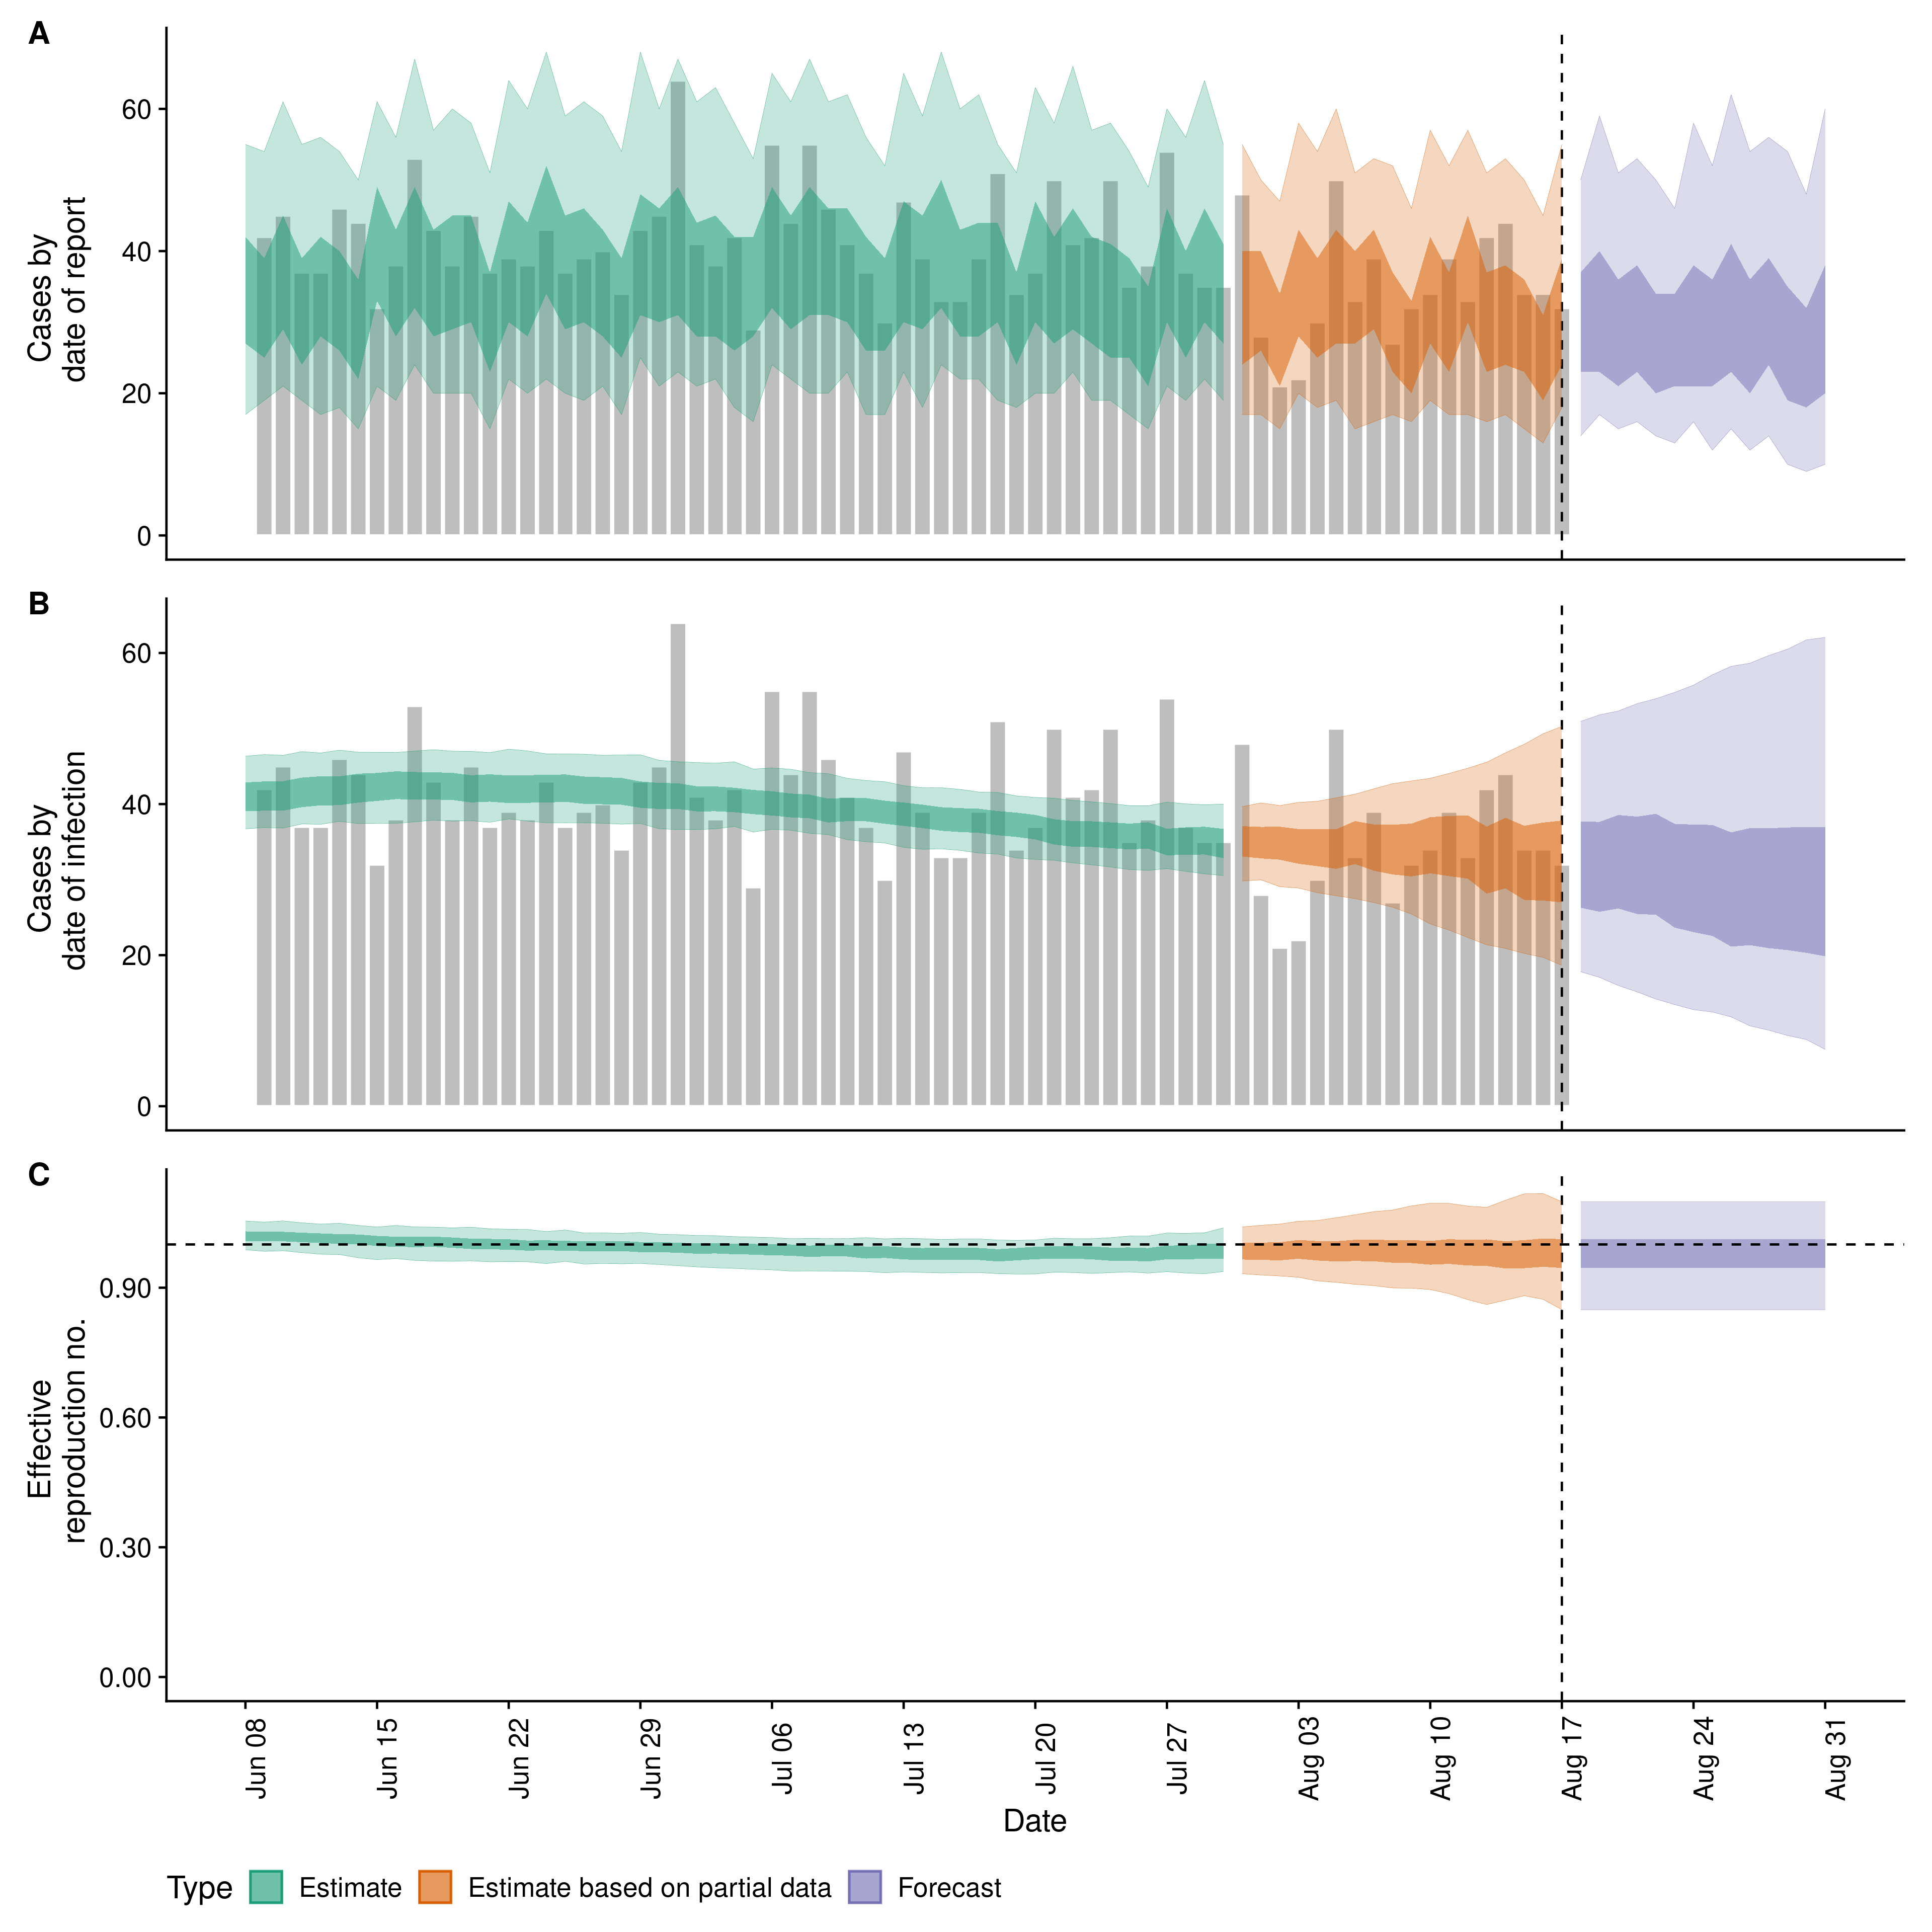 A
Cases by
date of report
60
40
20
0
B
Cases by
date of infection
60
40
20
0
C
Effective
reproduction no.
0.90
0.60
0.30
0.00
Jun 08
Jun 15
Jun 22
Jun 29
Jul 06
Jul 13
Jul 20
Jul 27
Aug 03
Aug 10
Aug 17
Aug 24
Aug 31
Date
Type Estimate Estimate based on partial data Forecast